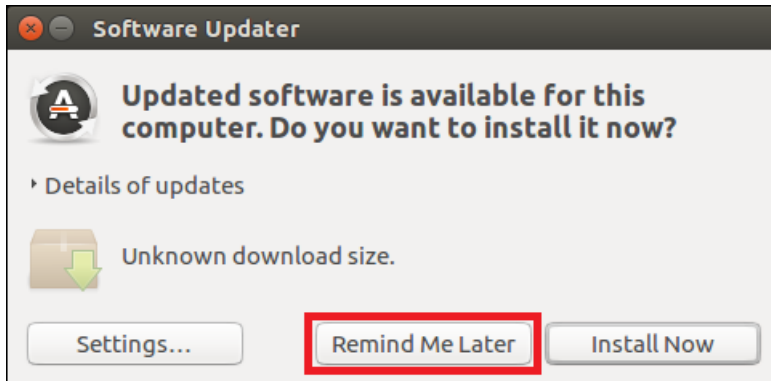 Software Updater
Updated software is available for this
computer. Do you want to install it now?
Details of updates
Unknown download size.
Settings...
Remind Me Later
Install Now